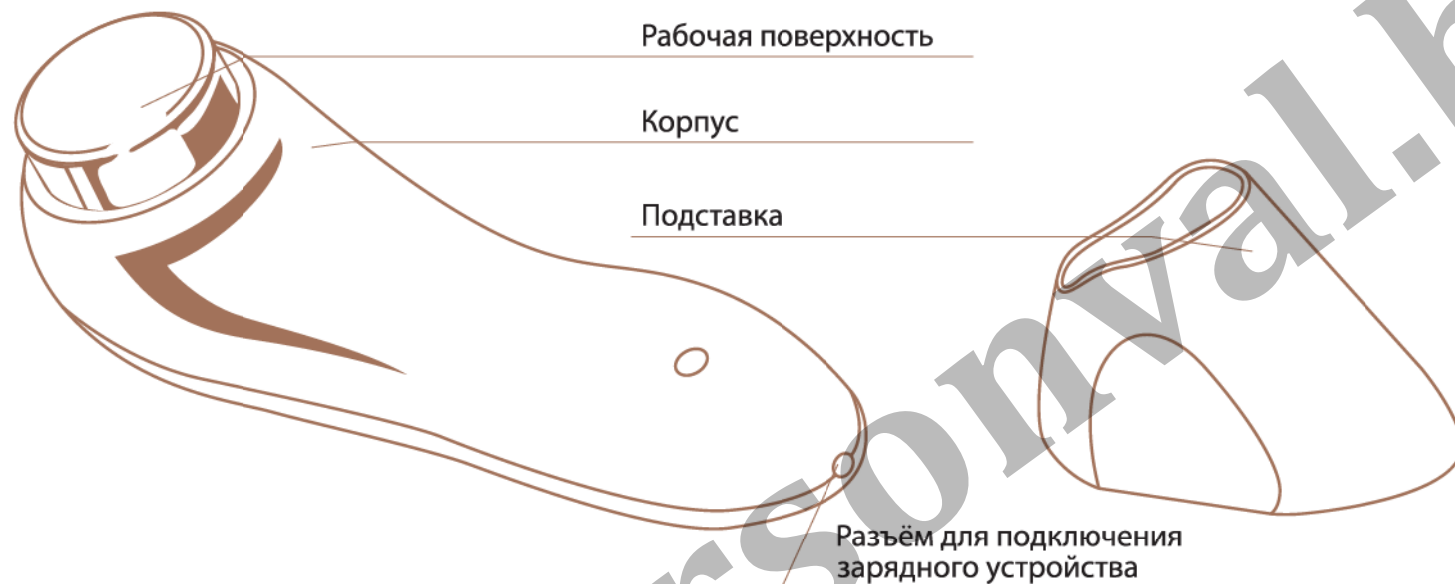 Рабочая поверхность
Корпус
Подставка
Разъём для подключения
зарядного устройства